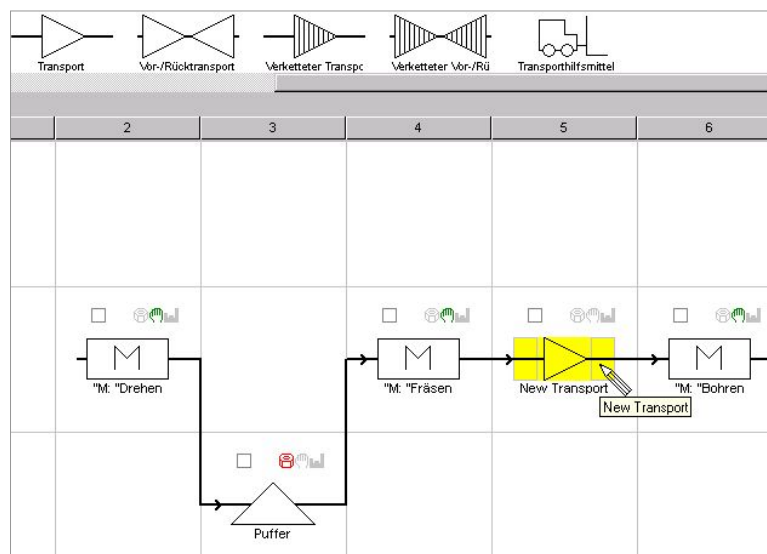 Transport
Vor-/Rücktransport
Verketteter Transpc
Verketteter Vor-/Rü
Transporthilfsmittel
2
3
4
5
6
M
"M: "Drehen
M
"M: "Fräsen
New Transport
M
"M: "Bohren
New Transport
Puffer